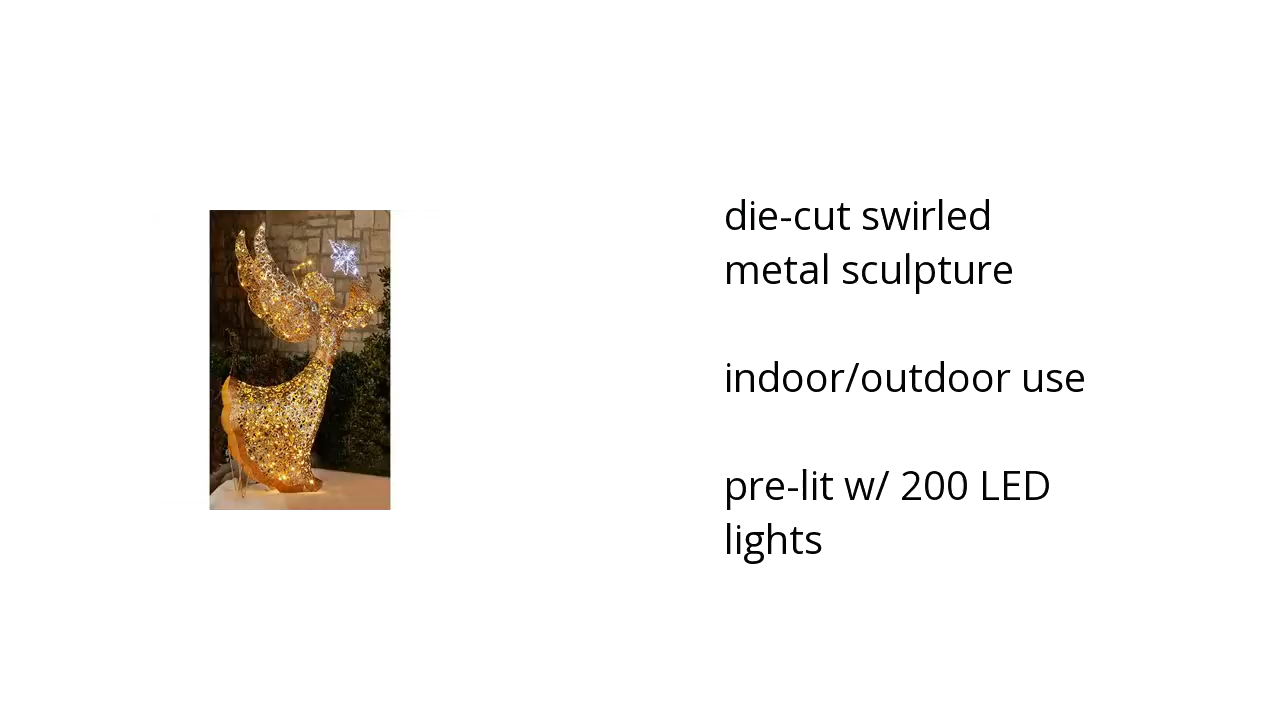 die-cut swirled
metal sculpture
indoor/outdoor use
pre-lit w/ 200 LED
lights